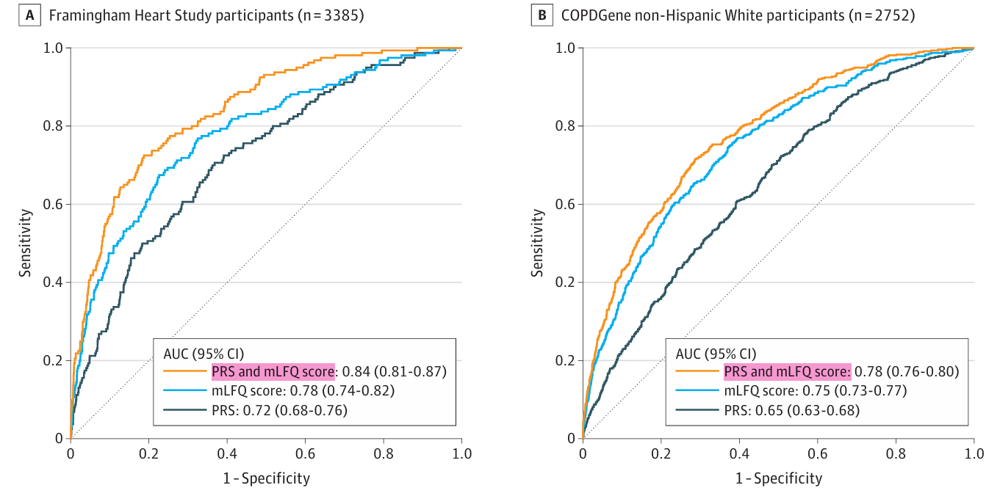 A Framingham Heart Study participants (n=3385)
Sensitivity
1.0
0.8
0.6
0.4
0.2
0
AUC (95% CI)
PRS and mLFQ score: 0.84 (0.81-0.87)
mLFQ score: 0.78 (0.74-0.82)
PRS: 0.72 (0.68-0.76)
0 0.2 0.4 0.6 0.8 1.0
1-Specificity
B COPDGene non-Hispanic White participants (n=2752)
Sensitivity
1.0
0.8
0.6
0.2
0.2
0
AUC (95% CI)
PRS and mLFQ score: 0.78 (0.76-0.80)
mLFQ score: 0.75 (0.73-0.77)
PRS: 0.65 (0.63-0.68)
0 0.2 0.4 0.6 0.8 1.0
1-Specificity